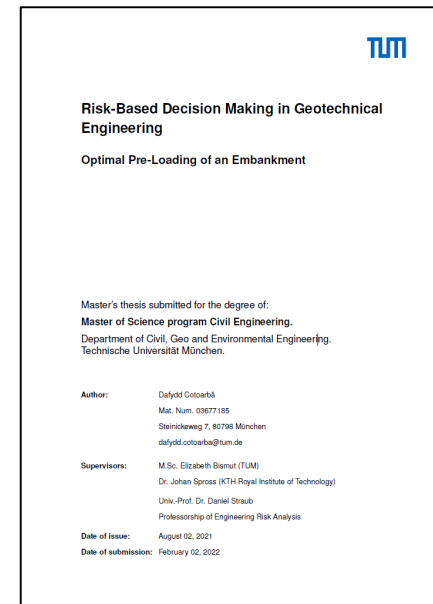 TUM
Risk-Based Decision Making in Geotechnical
Engineering
Optimal Pre-Loading of an Embankment
Master's thesis submitted for the degree of:
Master of Science program Civil Engineering.
Department of Civil, Geo and Environmental Engineering.
Technische Universität München.
Author: Dafydd Cotoarbă
Mat. Num. 03677185
Steinickeweg 7, 80798 München
dafydd.cotoarba@tum.de
Supervisors: M.Sc. Elizabeth Bismut (TUM)
Dr. Johan Spross (KTH Royal Institute of Technology)
Univ.-Prof. Dr. Daniel Straub
Professorship of Engineering Risk Analysis
Date of issue: August 02, 2021
Date of submission: February 02, 2022